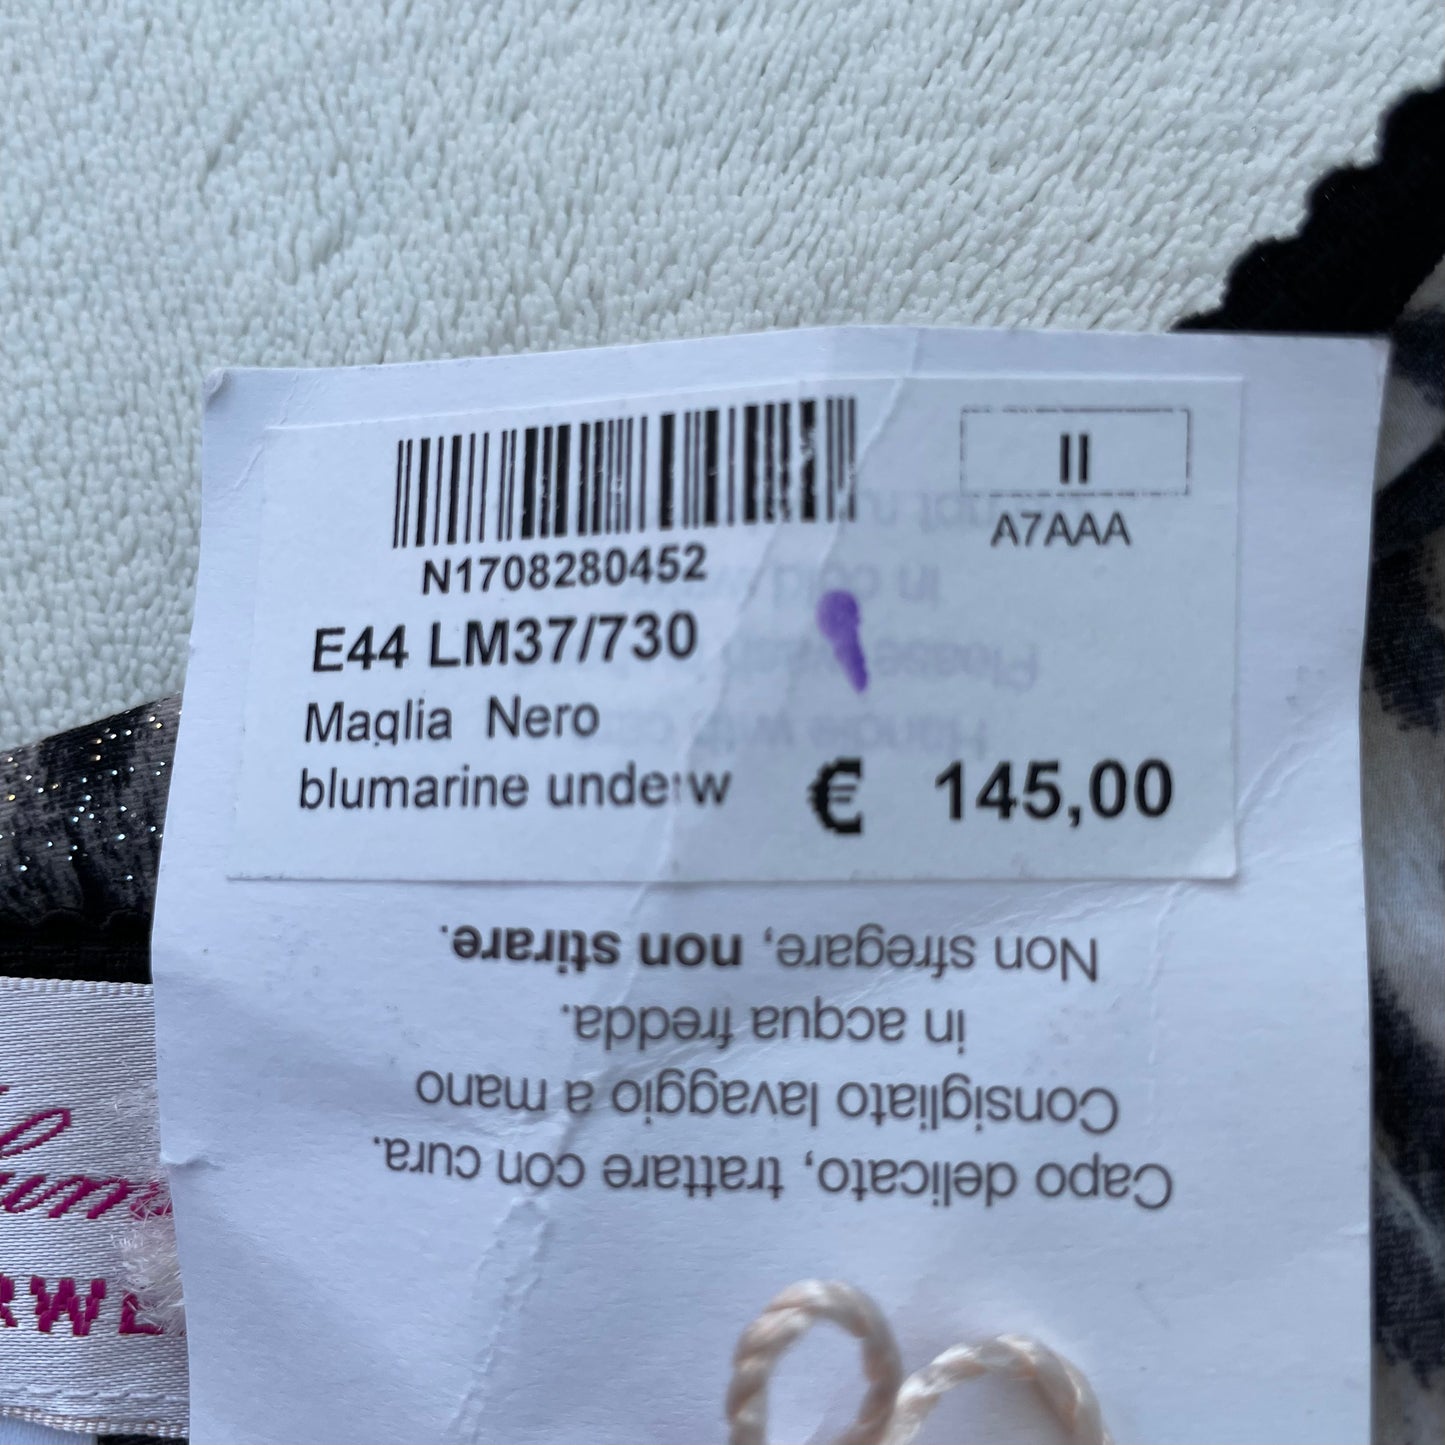 N1708280452
II
A7AAA
E44 LM37/730
Maglia Nero
blumarine underw
€ 145,00
Capo delicato, trattare con cura.
Consigliato lavaggio a mano
in acqua fredda.
Non sfregare, non stirare.